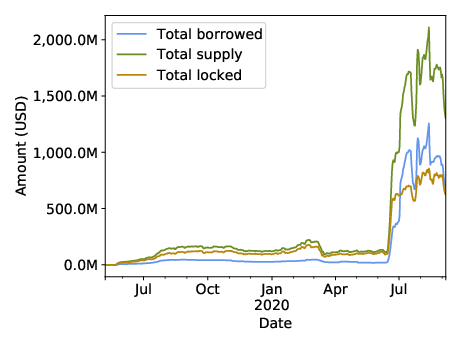 Total borrowed
Total supply
Total locked
2,000.0M
1,500.0M
1,000.0M
500.0M
0.0M
Amount (USD)
Jul
Oct
Jan
2020
Apr
Jul
Date